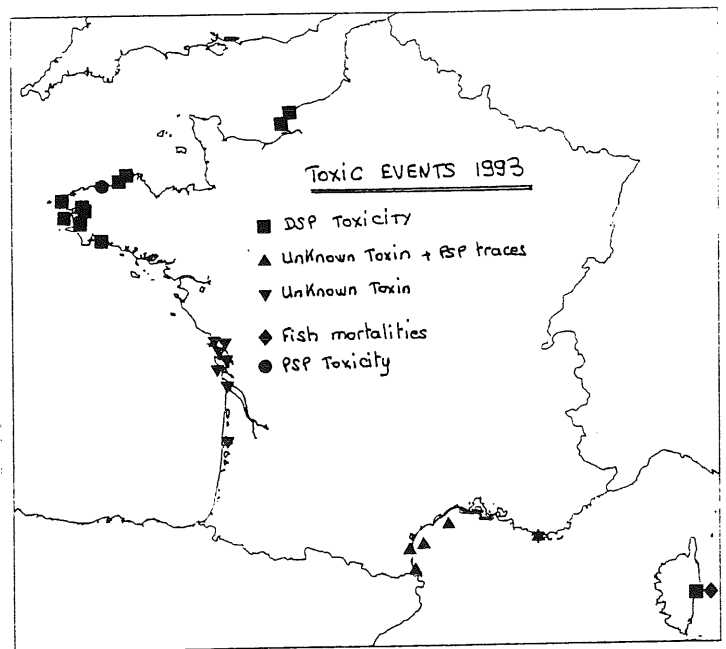 Toxic EVENTS 1993
DSP Toxicity
Unknown Toxin + PSP traces
Unknown Toxin
Fish mortalities
PSP Toxicity